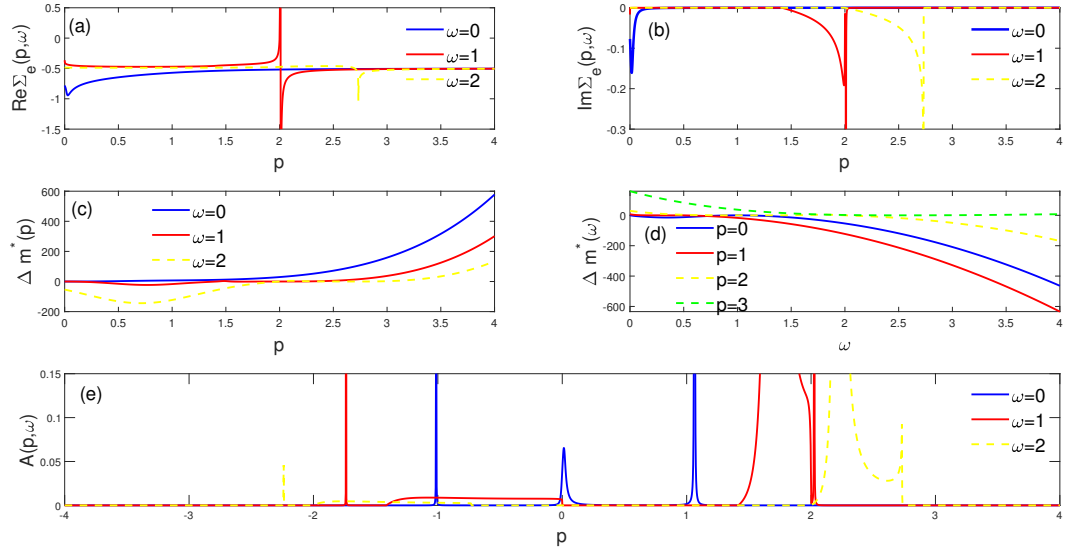 (a)
ReΣe(p,ω)
0.5
0
-0.5
-1
-1.5
0 0.5 1 1.5 2 2.5 3 3.5 4
p
ω=0
ω=1
ω=2
(b)
ImΣe(p,ω)
0
-0.1
-0.2
-0.3
0 0.5 1 1.5 2 2.5 3 3.5 4
p
ω=0
ω=1
ω=2
(c)
Δ m*(p)
600
400
200
0
-200
0 0.5 1 1.5 2 2.5 3 3.5 4
p
ω=0
ω=1
ω=2
(d)
Δ m*(ω)
0
-200
-400
-600
0 0.5 1 1.5 2 2.5 3 3.5 4
ω
p=0
p=1
p=2
p=3
(e)
A(p,ω)
0.15
0.1
0.05
0
-4 -3 -2 -1 0 1 2 3 4
p
ω=0
ω=1
ω=2